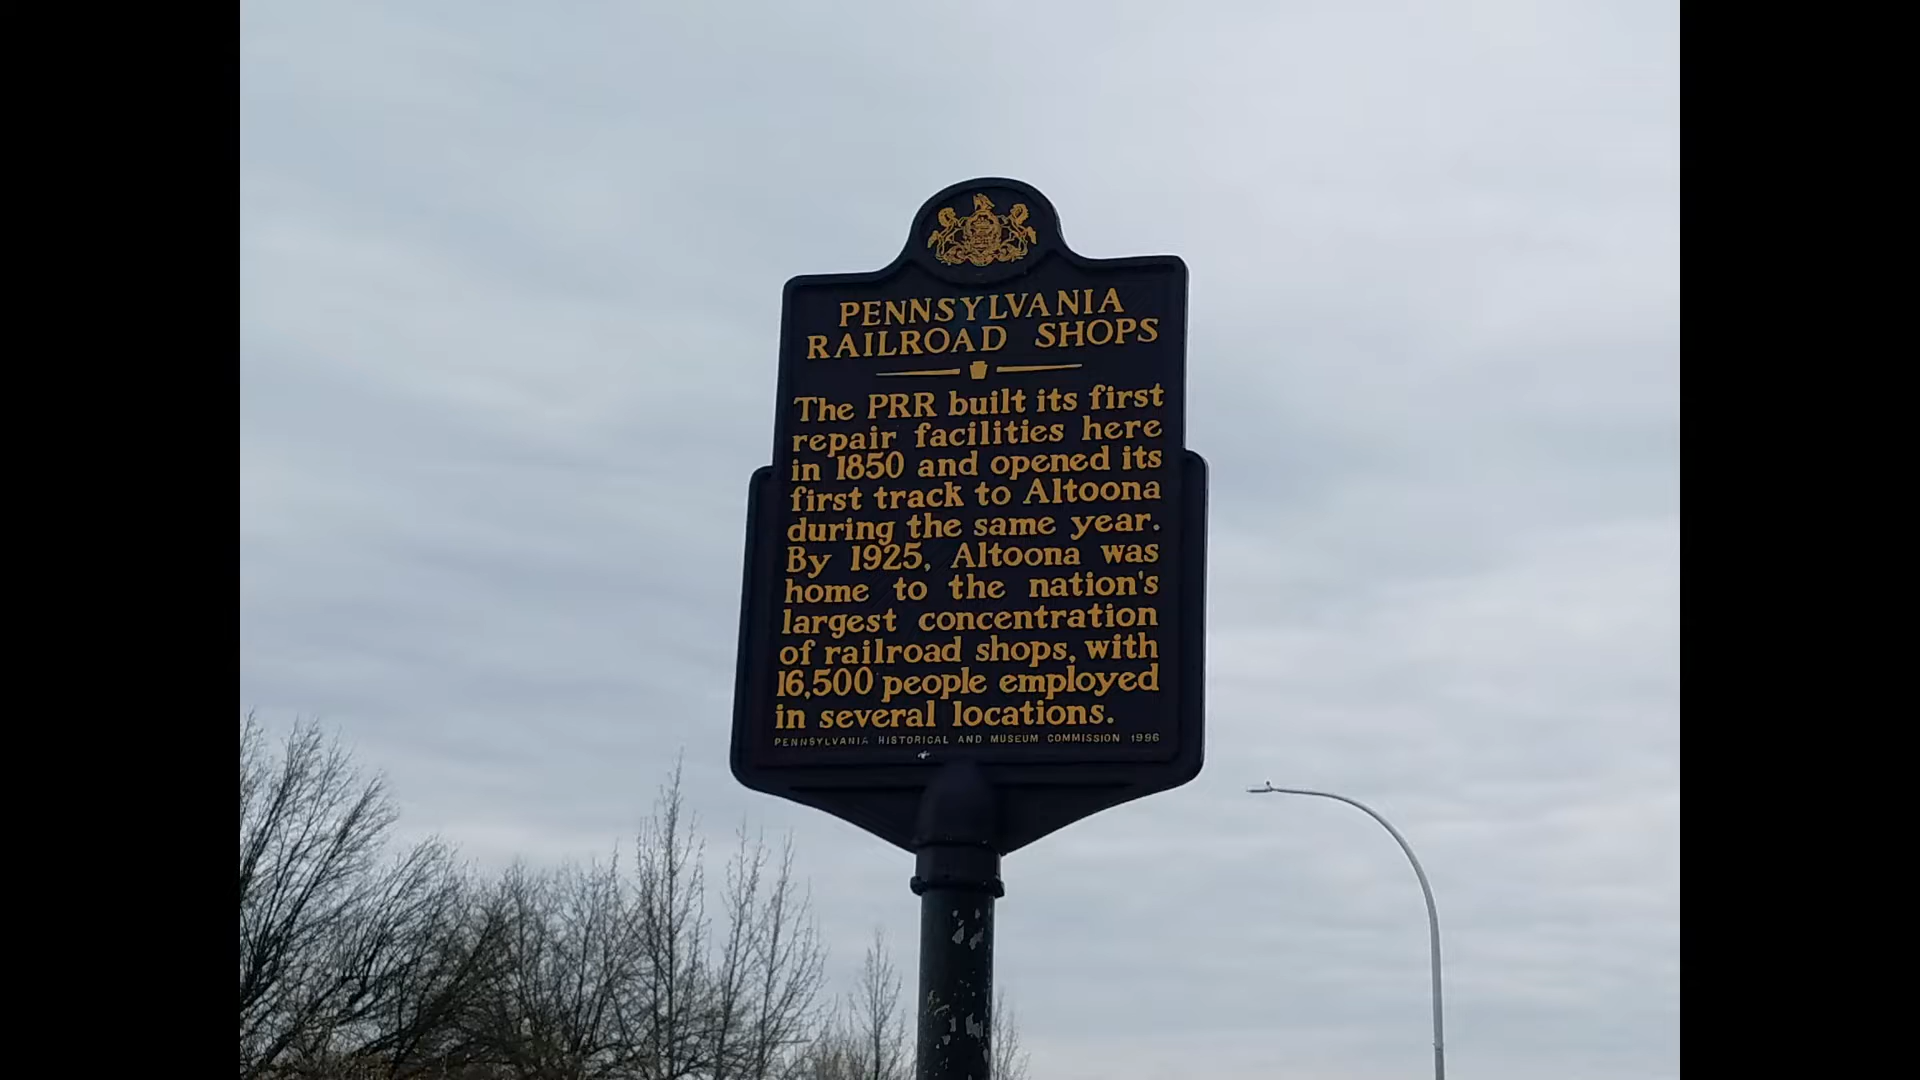 PENNSYLVANIA
RAILROAD SHOPS
The PRR built its first
repair facilities here
in 1850 and opened its
first track to Altoona
during the same year.
By 1925, Altoona was
home to the nation's
largest concentration
of railroad shops, with
16,500 people employed
in several locations.
PENNSYLVANIA HISTORICAL AND MUSEUM COMMISSION 1996